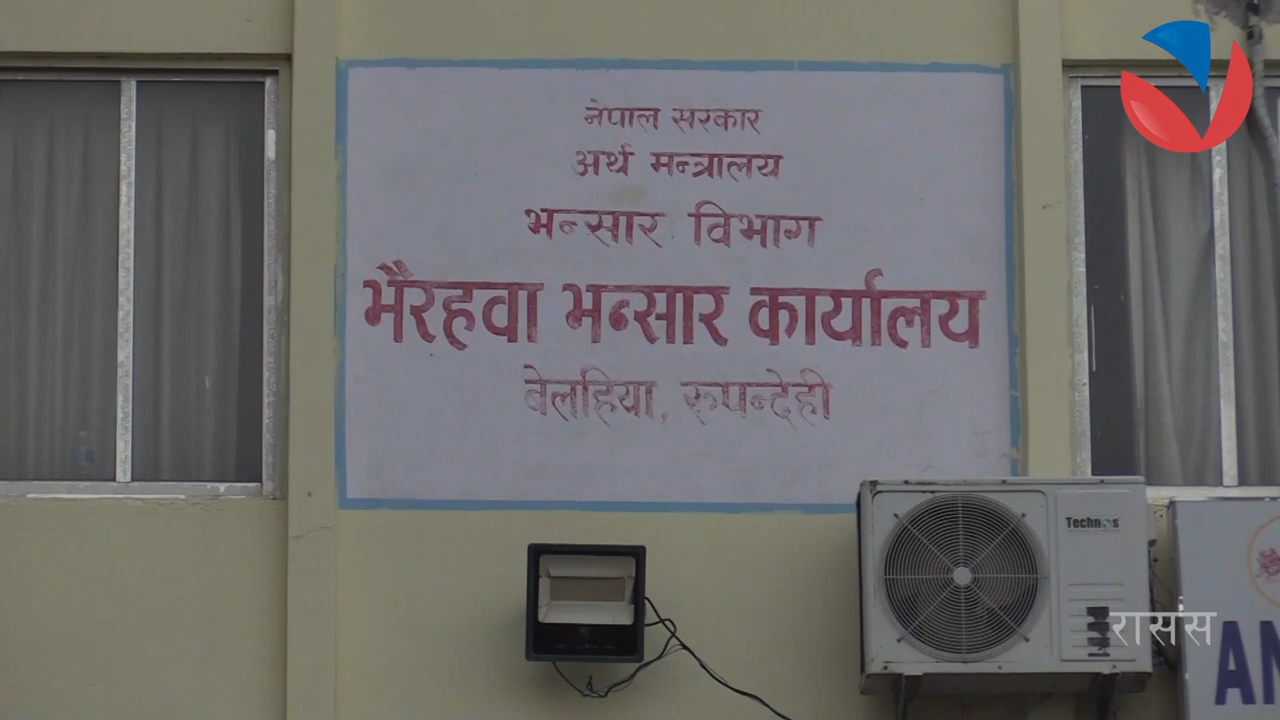 नेपाल सरकार
अर्थ मन्त्रालय
भन्सार विभाग
भैरहवा भन्सार कार्यालय
बेलहिया, रुपन्देही
Technos
रासस
AN